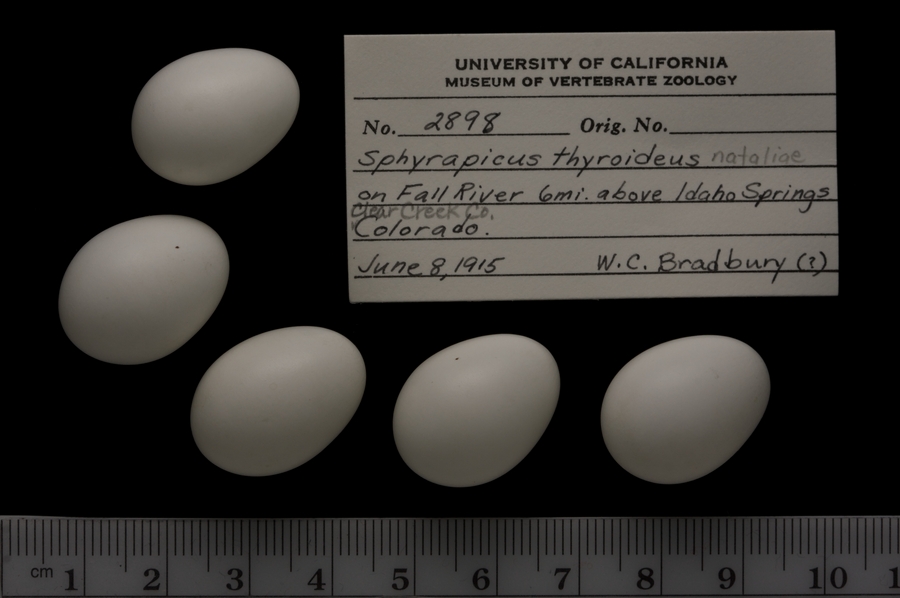 UNIVERSITY OF CALIFORNIA
MUSEUM OF VERTEBRATE ZOOLOGY
No. 2898 Orig. No.
Sphyrapicus thyroideus nataliae
on Fall River 6mi. above Idaho Springs
Clear Creek Co.
Colorado.
June 8, 1915 W.C. Bradbury (?)
cm 1 2 3 4 5 6 7 8 9 10 1